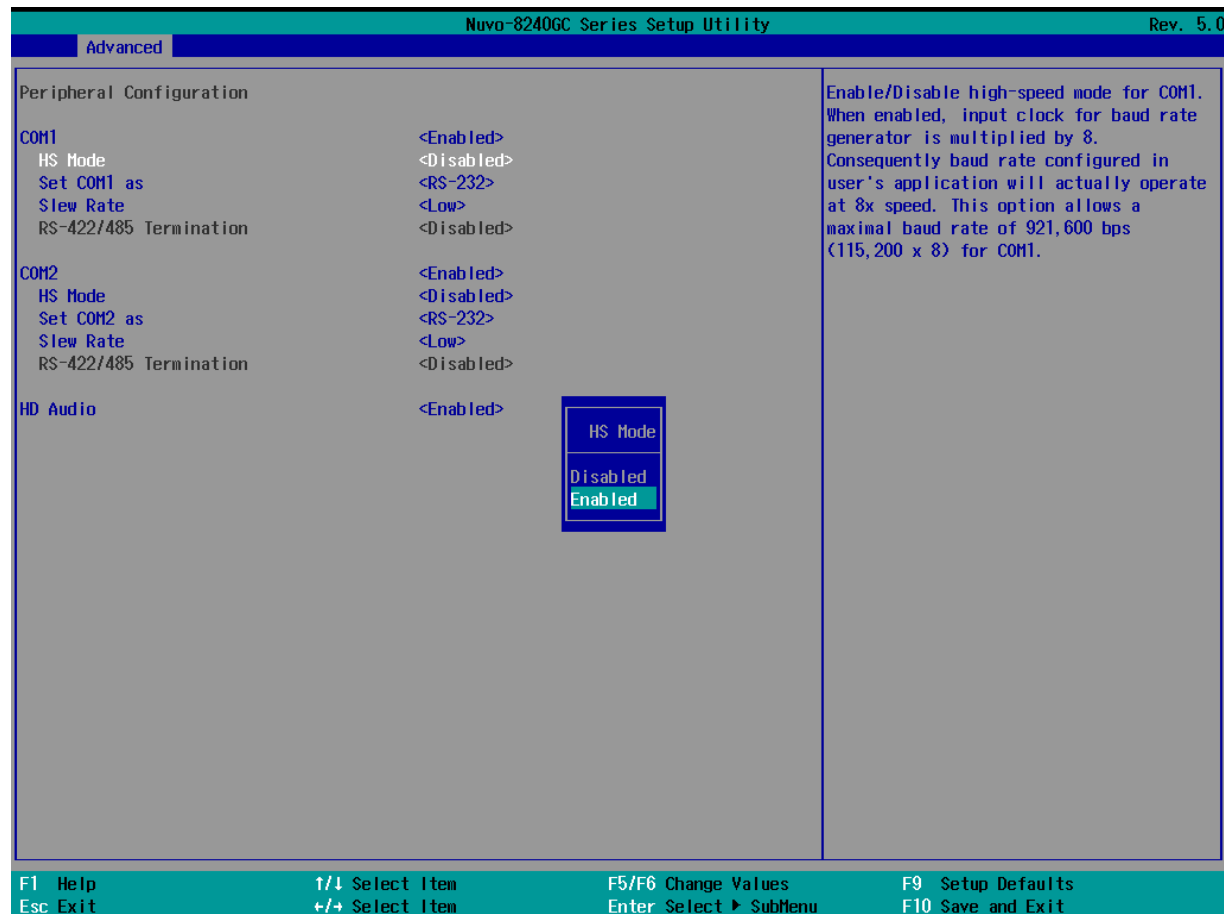 Nuvo-8240GC Series Setup Utility Rev. 5.0
Advanced
Peripheral Configuration
COM1 <Enabled>
HS Mode <Disabled>
Set COM1 as <RS-232>
Slew Rate <Low>
RS-422/485 Termination <Disabled>
COM2 <Enabled>
HS Mode <Disabled>
Set COM2 as <RS-232>
Slew Rate <Low>
RS-422/485 Termination <Disabled>
HD Audio <Enabled>
HS Mode
Disabled
Enabled
Enable/Disable high-speed mode for COM1.
When enabled, input clock for baud rate
generator is multiplied by 8.
Consequently baud rate configured in
user's application will actually operate
at 8x speed. This option allows a
maximal baud rate of 921,600 bps
(115,200 x 8) for COM1.
F1 Help ↑/↓ Select Item F5/F6 Change Values F9 Setup Defaults
Esc Exit ←/→ Select Item Enter Select ▶ SubMenu F10 Save and Exit